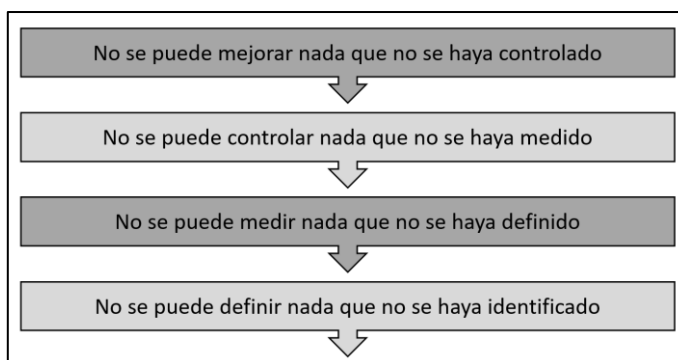 No se puede mejorar nada que no se haya controlado
No se puede controlar nada que no se haya medido
No se puede medir nada que no se haya definido
No se puede definir nada que no se haya identificado